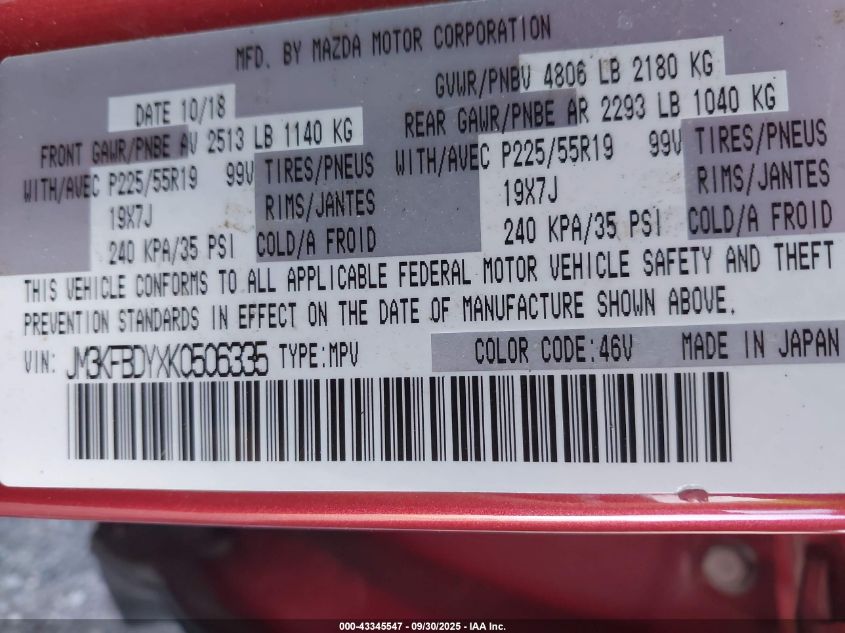 MFD. BY MAZDA MOTOR CORPORATION
DATE 10/18
GVWR/PNBV 4806 LB 2180 KG
FRONT GAWR/PNBE AV 2513 LB 1140 KG
REAR GAWR/PNBE AR 2293 LB 1040 KG
WITH/AVEC P225/55R19 99V TIRES/PNEUS
WITH/AVEC P225/55R19 99V TIRES/PNEUS
19X7J RIMS/JANTES
19X7J RIMS/JANTES
240 KPA/35 PSI COLD/A FROID
240 KPA/35 PSI COLD/A FROID
THIS VEHICLE CONFORMS TO ALL APPLICABLE FEDERAL MOTOR VEHICLE SAFETY AND THEFT
PREVENTION STANDARDS IN EFFECT ON THE DATE OF MANUFACTURE SHOWN ABOVE.
VIN: JM3KFBDYXK0506335 TYPE:MPV COLOR CODE:46V MADE IN JAPAN
000-43345547 - 09/30/2025 - IAA Inc.